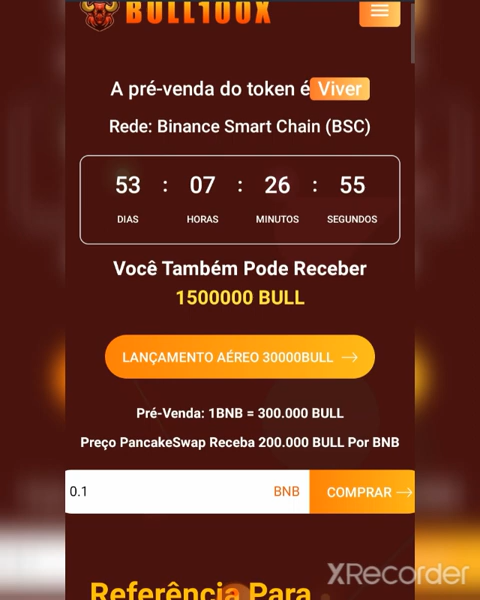 BULL100X
A pré-venda do token é Viver
Rede: Binance Smart Chain (BSC)
53 : 07 : 26 : 55
DIAS HORAS MINUTOS SEGUNDOS
Você Também Pode Receber
1500000 BULL
LANÇAMENTO AÉREO 30000BULL →
Pré-Venda: 1BNB = 300.000 BULL
Preço PancakeSwap Receba 200.000 BULL Por BNB
0.1 BNB COMPRAR →
Referência Para
XRecorder